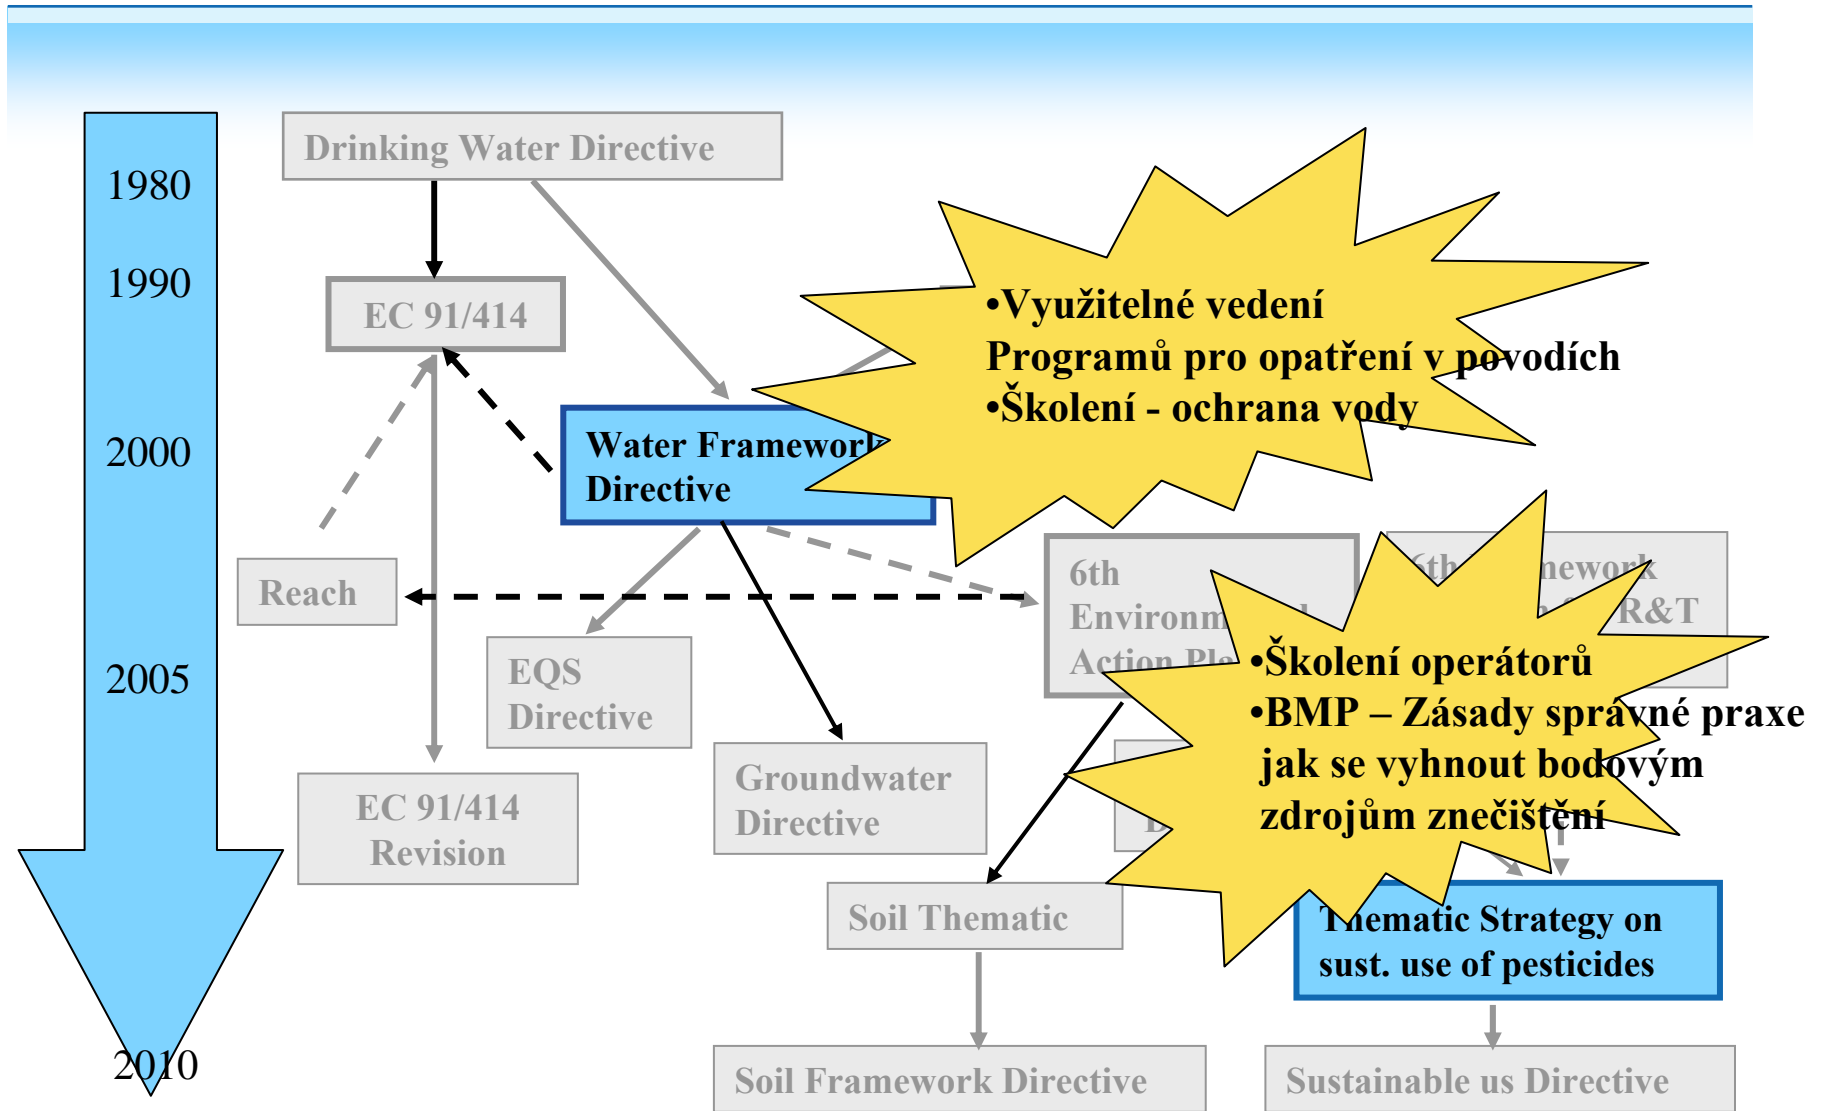 Drinking Water Directive
1980
1990
EC 91/414
•Využitelné vedení
Programů pro opatření v povodích
•Školení - ochrana vody
2000
Water Framework
Directive
Reach
6th
Action
6th
R&T
2005
EQS
Directive
•Školení operátorů
•BMP – Zásady správné praxe
jak se vyhnout bodovým
zdrojům znečištění
Groundwater
Directive
EC 91/414
Revision
Soil Thematic
Thematic Strategy on
sust. use of pesticides
2010
Soil Framework Directive
Sustainable us Directive